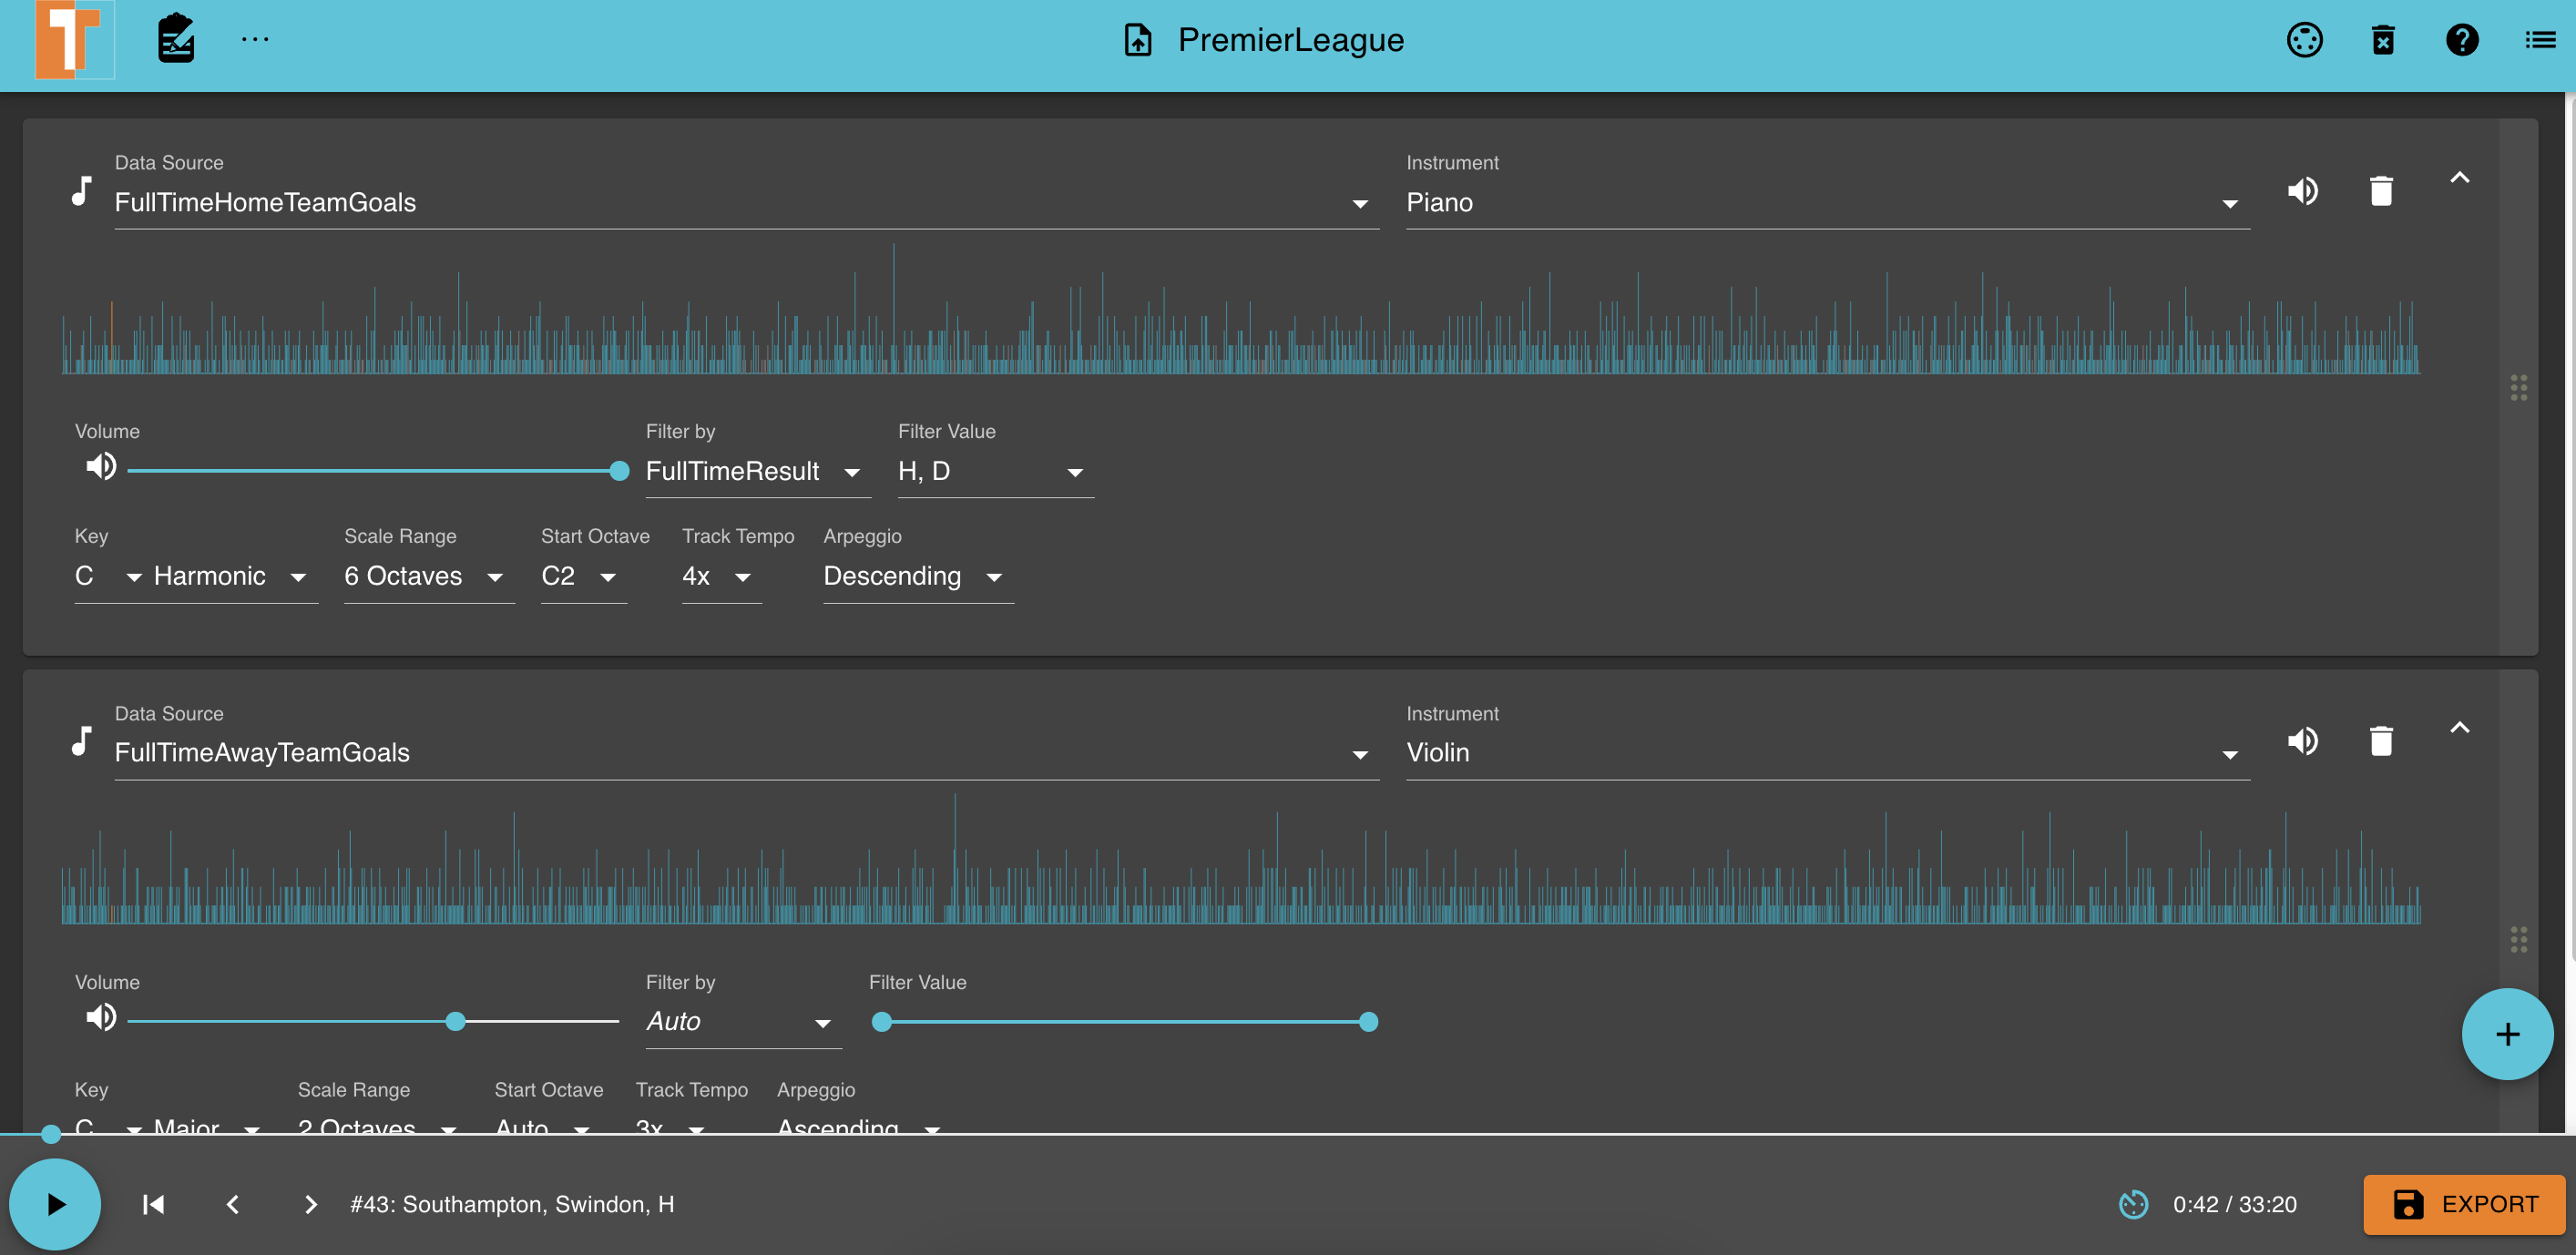 T
PremierLeague
Data Source
FullTimeHomeTeamGoals
Instrument
Piano
Volume
Filter by
FullTimeResult
Filter Value
H, D
Key
C
Harmonic
Scale Range
6 Octaves
Start Octave
C2
Track Tempo
4x
Arpeggio
Descending
Data Source
FullTimeAwayTeamGoals
Instrument
Violin
Volume
Filter by
Auto
Filter Value
Key
C
Major
Scale Range
2 Octaves
Start Octave
Auto
Track Tempo
3x
Arpeggio
Ascending
#43: Southampton, Swindon, H
0:42 / 33:20
EXPORT